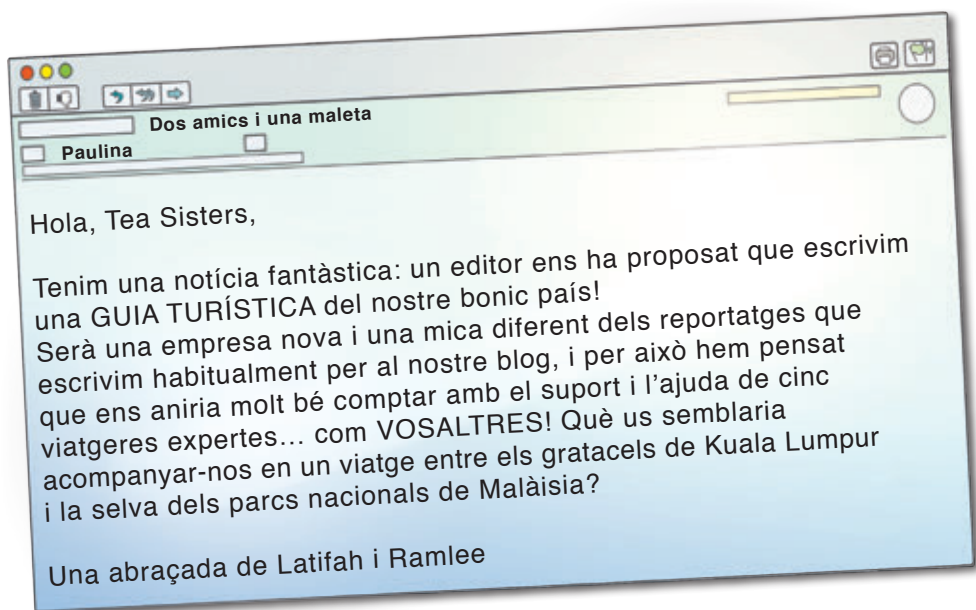 Dos amics i una maleta
Paulina
Hola, Tea Sisters,
Tenim una notícia fantàstica: un editor ens ha proposat que escrivim
una GUIA TURÍSTICA del nostre bonic país!
Serà una empresa nova i una mica diferent dels reportatges que
escrivim habitualment per al nostre blog, i per això hem pensat
que ens aniria molt bé comptar amb el suport i l’ajuda de cinc
viatgeres expertes… com VOSALTRES! Què us semblaria
acompanyar-nos en un viatge entre els gratacels de Kuala Lumpur
i la selva dels parcs nacionals de Malàisia?
Una abraçada de Latifah i Ramlee